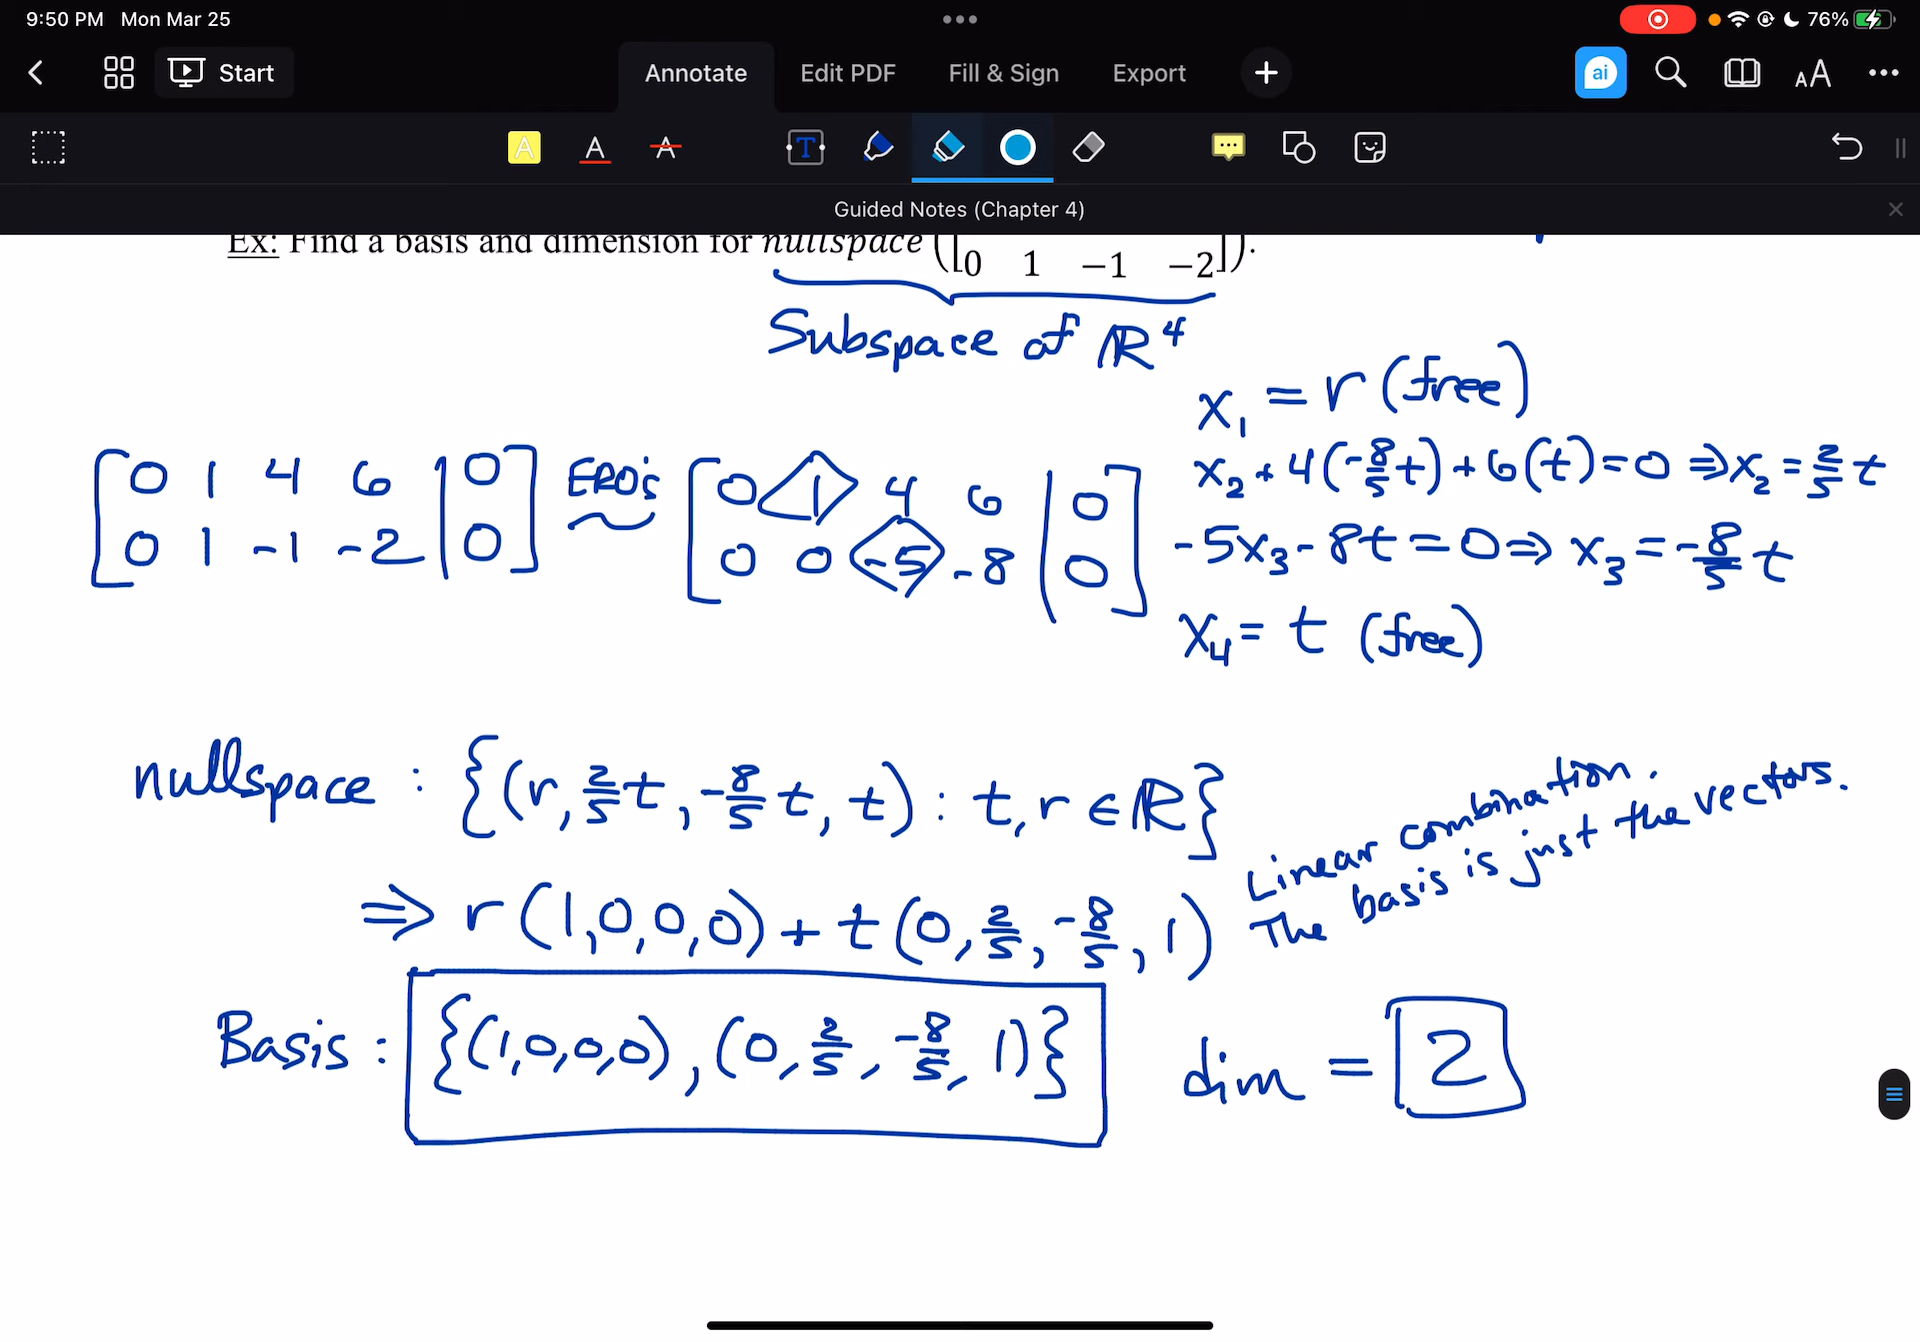 9:50 PM Mon Mar 25
76%
Start
Annotate
Edit PDF
Fill & Sign
Export
ai
AA
A A A T
Guided Notes (Chapter 4)
Ex: Find a basis and dimension for nullspace ([0 1 −1 −2]).
Subspace of ℝ⁴
x₁ = r (free)
[0 1 4 6 | 0] ERO's [0 1 4 6 | 0] x₂ + 4(-8/5 t) + 6(t) = 0 ⇒ x₂ = 2/5 t
[0 1 -1 -2 | 0] ~ [0 0 -5 -8 | 0] -5x₃ - 8t = 0 ⇒ x₃ = -8/5 t
x₄ = t (free)
nullspace : {(r, 2/5 t, -8/5 t, t) : t, r ∈ ℝ}
Linear combination.
The basis is just the vectors.
⇒ r(1,0,0,0) + t(0, 2/5, -8/5, 1)
Basis : {(1,0,0,0), (0, 2/5, -8/5, 1)} dim = 2